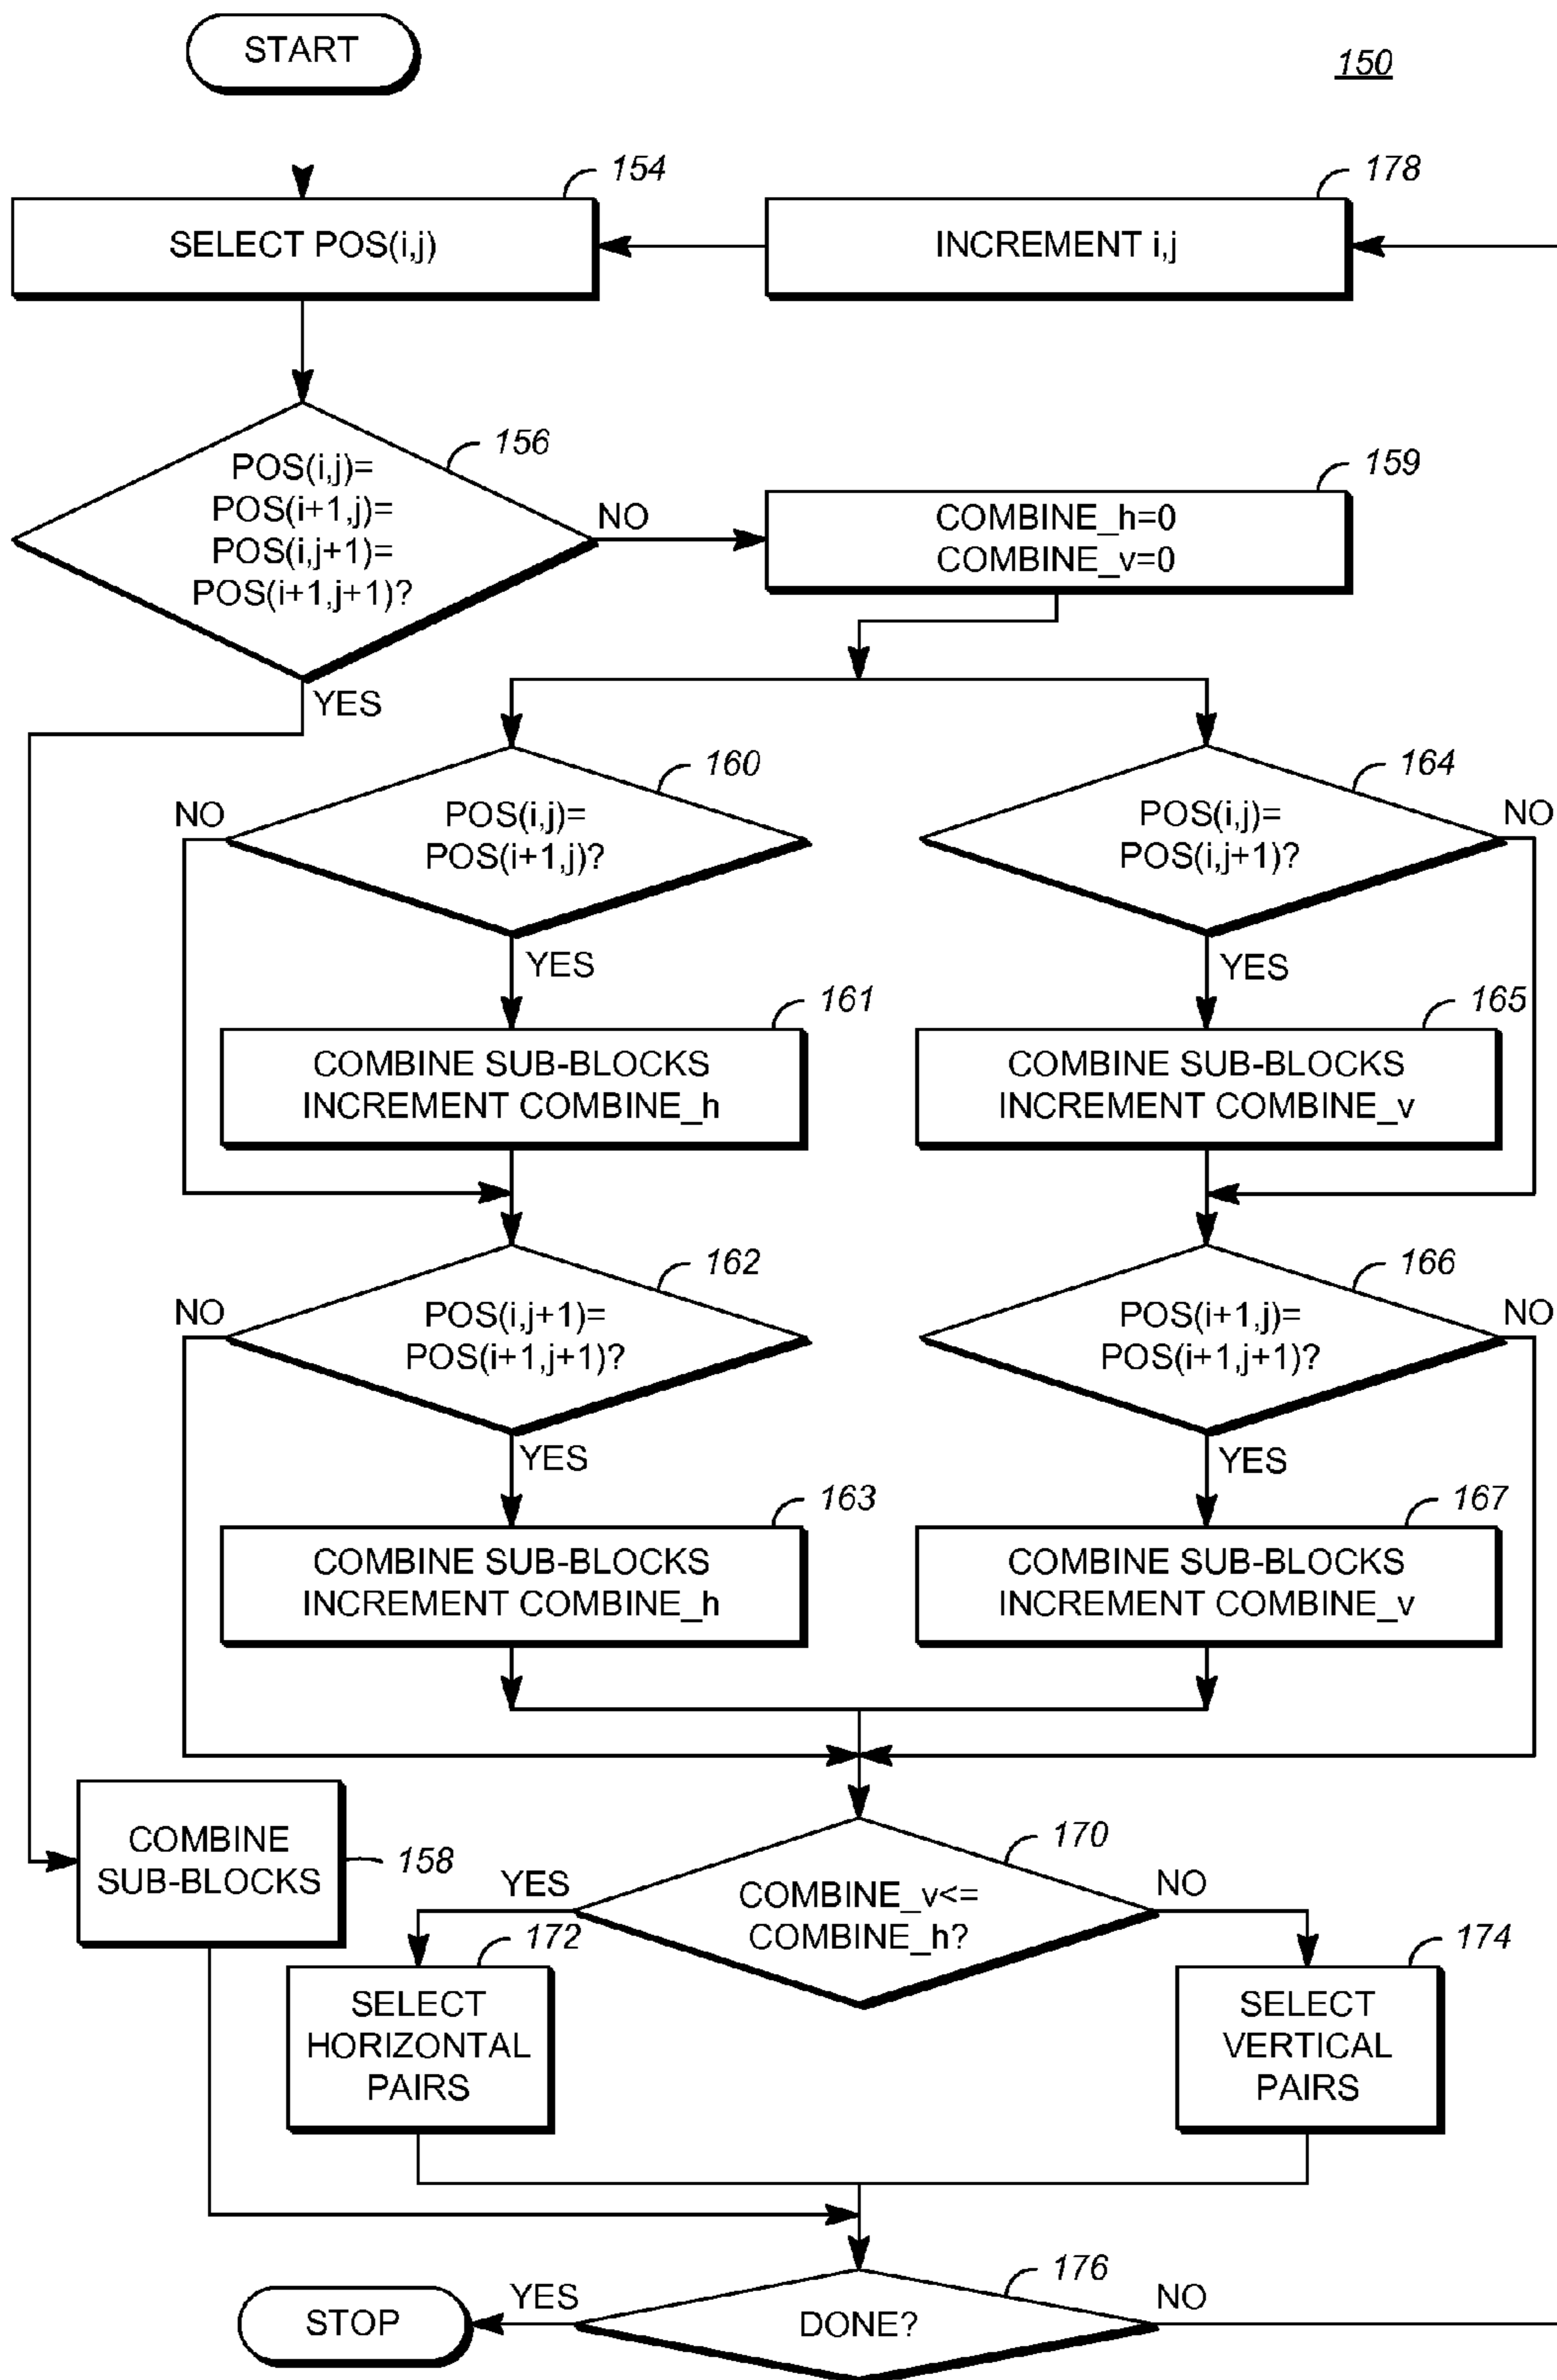 START
150
154
178
SELECT POS(i,j)
INCREMENT i,j
156
POS(i,j)=
POS(i+1,j)=
POS(i,j+1)=
POS(i+1,j+1)?
NO
YES
159
COMBINE_h=0
COMBINE_v=0
160
NO
POS(i,j)=
POS(i+1,j)?
YES
164
NO
POS(i,j)=
POS(i,j+1)?
YES
161
COMBINE SUB-BLOCKS
INCREMENT COMBINE_h
165
COMBINE SUB-BLOCKS
INCREMENT COMBINE_v
162
NO
POS(i,j+1)=
POS(i+1,j+1)?
YES
166
NO
POS(i+1,j)=
POS(i+1,j+1)?
YES
163
COMBINE SUB-BLOCKS
INCREMENT COMBINE_h
167
COMBINE SUB-BLOCKS
INCREMENT COMBINE_v
COMBINE
SUB-BLOCKS
158
170
YES
COMBINE_v<=
COMBINE_h?
NO
172
SELECT
HORIZONTAL
PAIRS
174
SELECT
VERTICAL
PAIRS
176
YES
STOP
DONE?
NO